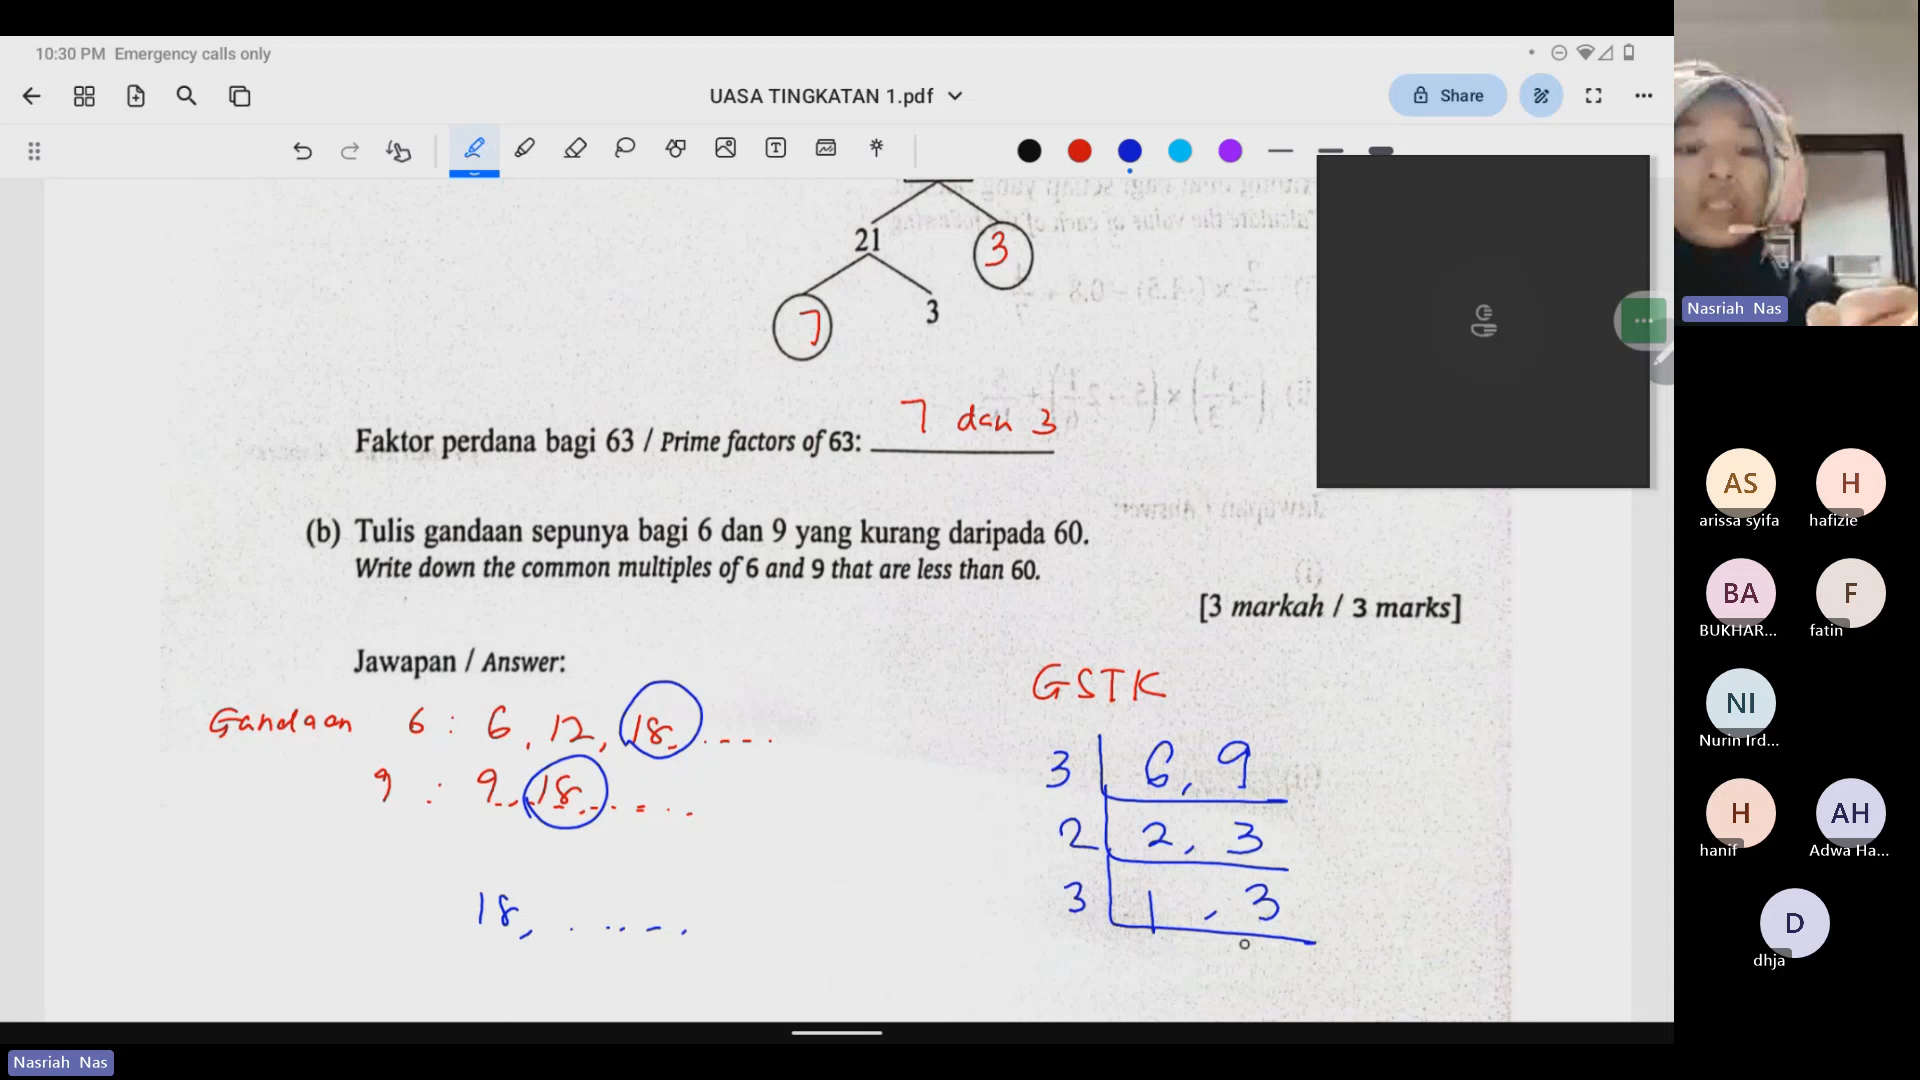 10:30 PM Emergency calls only
UASA TINGKATAN 1.pdf
Share
21
3
7
3
7 dan 3
Faktor perdana bagi 63 / Prime factors of 63:
(b) Tulis gandaan sepunya bagi 6 dan 9 yang kurang daripada 60.
Write down the common multiples of 6 and 9 that are less than 60.
[3 markah / 3 marks]
Jawapan / Answer:
GSTK
Gandaan 6 : 6, 12, 18, ....
9 : 9, 18, .....
3 6, 9
2 2, 3
3 1, 3
18, .....
Nasriah Nas
AS
arissa syifa
H
hafizie
BA
BUKHAR...
F
fatin
NI
Nurin Ird...
H
hanif
AH
Adwa Ha...
D
dhja
Nasriah Nas